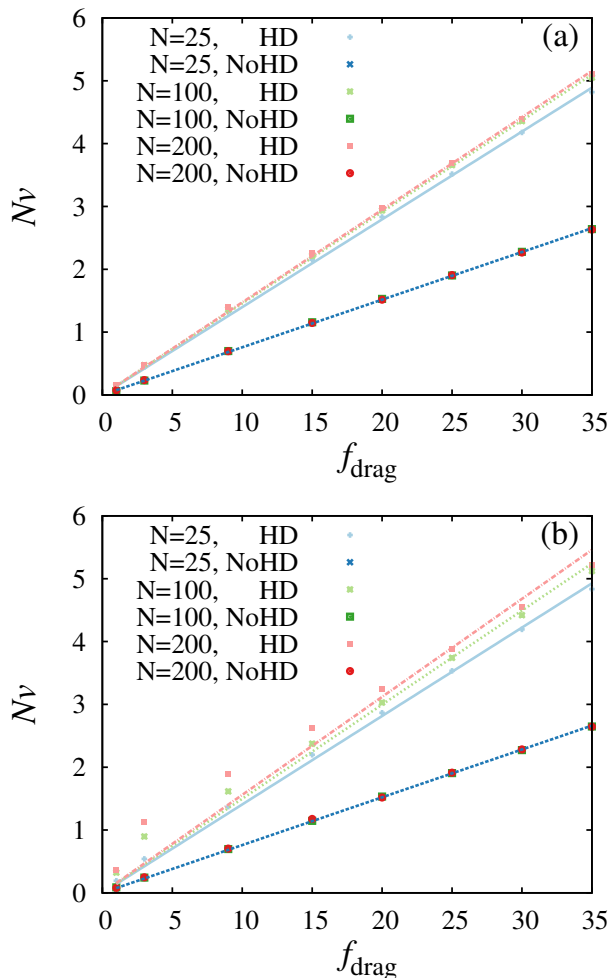 (a)
N=25, HD
N=25, NoHD
N=100, HD
N=100, NoHD
N=200, HD
N=200, NoHD
6
5
4
3
2
1
0
Nv
0 5 10 15 20 25 30 35
f_drag
(b)
N=25, HD
N=25, NoHD
N=100, HD
N=100, NoHD
N=200, HD
N=200, NoHD
6
5
4
3
2
1
0
Nv
0 5 10 15 20 25 30 35
f_drag